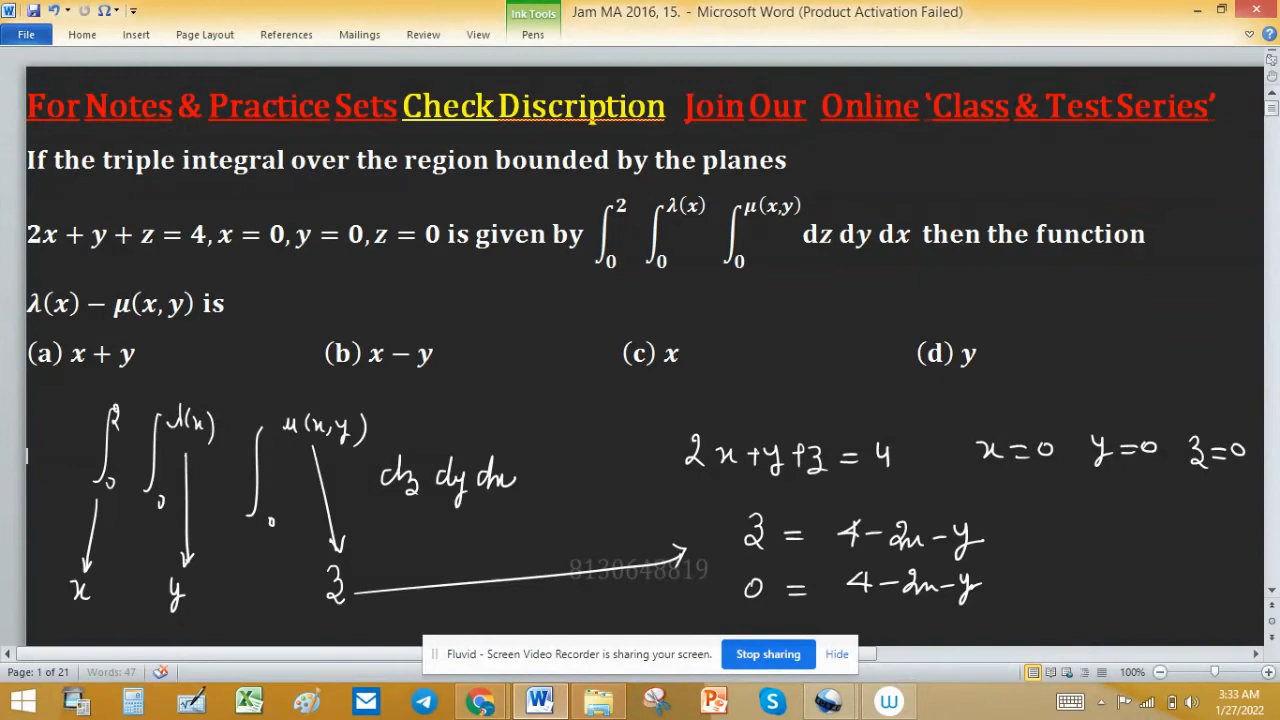 Ink Tools
Jam MA 2016, 15. - Microsoft Word (Product Activation Failed)
File Home Insert Page Layout References Mailings Review View Pens
For Notes & Practice Sets Check Discription Join Our Online ‘Class & Test Series’
If the triple integral over the region bounded by the planes
2x + y + z = 4, x = 0, y = 0, z = 0 is given by ∫₀² ∫₀^λ(x) ∫₀^μ(x,y) dz dy dx then the function
λ(x) − μ(x, y) is
(a) x + y (b) x − y (c) x (d) y
∫₀² ∫₀^λ(x) ∫₀^μ(x,y) dz dy dx
2x+y+z = 4 x=0 y=0 z=0
z = 4-2x-y
x y z
0 = 4-2x-y
8130648819
Fluvid - Screen Video Recorder is sharing your screen. Stop sharing Hide
Page: 1 of 21 Words: 47 100%
3:33 AM
1/27/2022